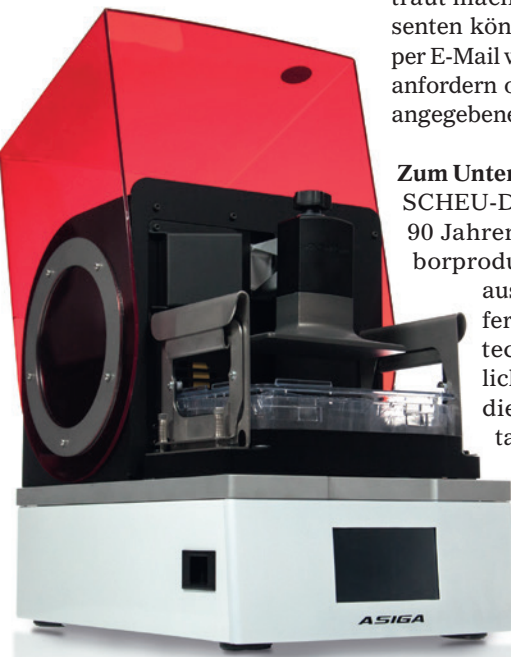 traut mach
senten kön
per E-Mail v
anfordern o
angegebene
Zum Unter
SCHEU-D
90 Jahren
borprodu
aus
fer
tec
lich
die
ta
ASIGA